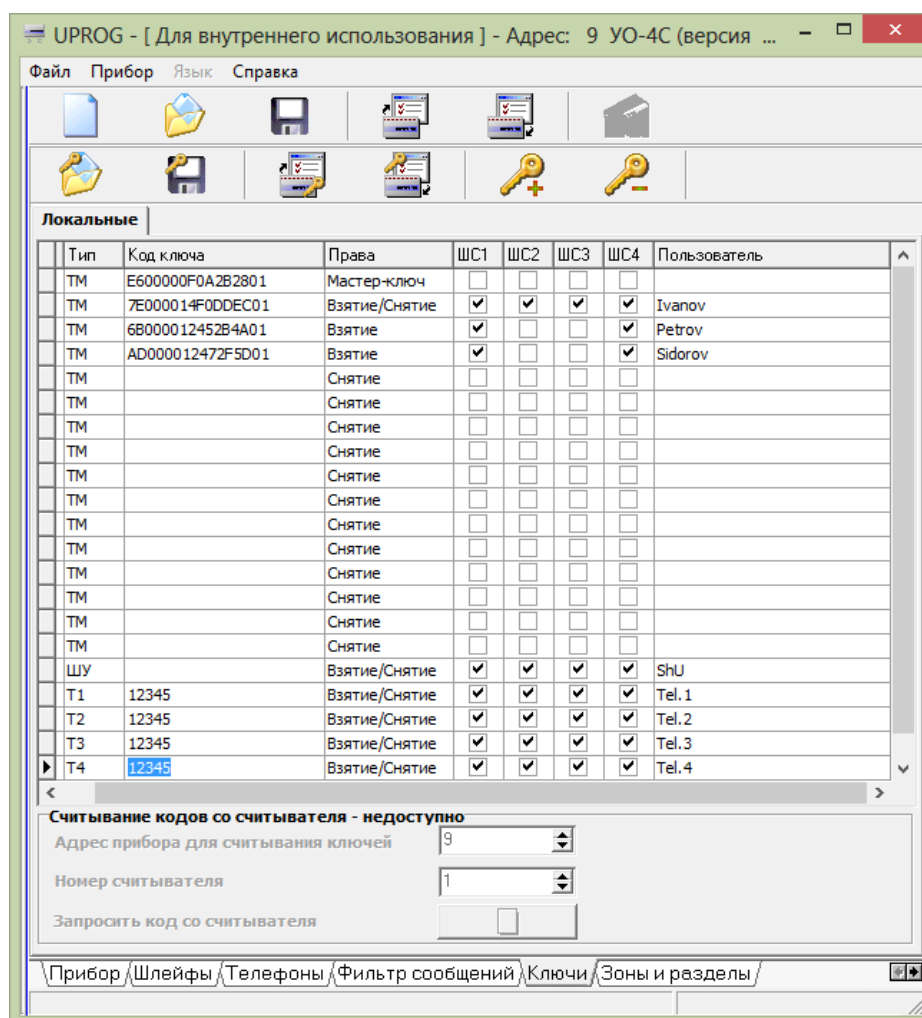 UPROG - [ Для внутреннего использования ] - Адрес: 9 УО-4С (версия ...
Файл Прибор Язык Справка
Локальные
Тип Код ключа Права ШС1 ШС2 ШС3 ШС4 Пользователь
ТМ E600000F0A2B2801 Мастер-ключ
ТМ 7E000014F0DDEC01 Взятие/Снятие Ivanov
ТМ 6B000012452B4A01 Взятие Petrov
ТМ AD000012472F5D01 Взятие Sidorov
ТМ Снятие
ТМ Снятие
ТМ Снятие
ТМ Снятие
ТМ Снятие
ТМ Снятие
ТМ Снятие
ТМ Снятие
ТМ Снятие
ТМ Снятие
ТМ Снятие
ТМ Снятие
ШУ Взятие/Снятие ShU
Т1 12345 Взятие/Снятие Tel.1
Т2 12345 Взятие/Снятие Tel.2
Т3 12345 Взятие/Снятие Tel.3
Т4 12345 Взятие/Снятие Tel.4
Считывание кодов со считывателя - недоступно
Адрес прибора для считывания ключей 9
Номер считывателя 1
Запросить код со считывателя
Прибор Шлейфы Телефоны Фильтр сообщений Ключи Зоны и разделы